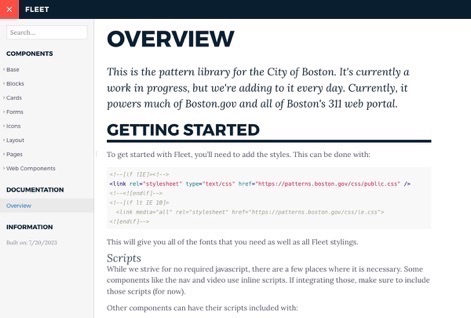 FLEET
Search...
COMPONENTS
Base
Blocks
Cards
Forms
Icons
Layout
Pages
Web Components
DOCUMENTATION
Overview
INFORMATION
Built on: 7/20/2023
OVERVIEW
This is the pattern library for the City of Boston. It's currently a
work in progress, but we're adding to it every day. Currently, it
powers much of Boston.gov and all of Boston's 311 web portal.
GETTING STARTED
To get started with Fleet, you'll need to add the styles. This can be done with:
<!--[if !IE]><!-->
<link rel="stylesheet" type="text/css" href="https://patterns.boston.gov/css/public.css" />
<!--<![endif]-->
<!--[if lt IE 10]>
<link media="all" rel="stylesheet" href="https://patterns.boston.gov/css/ie.css">
<![endif]-->
This will give you all of the fonts that you need as well as all Fleet stylings.
Scripts
While we strive for no required javascript, there are a few places where it is necessary. Some
components like the nav and video use inline scripts. If integrating those, make sure to include
those scripts (for now).
Other components can have their scripts included with: